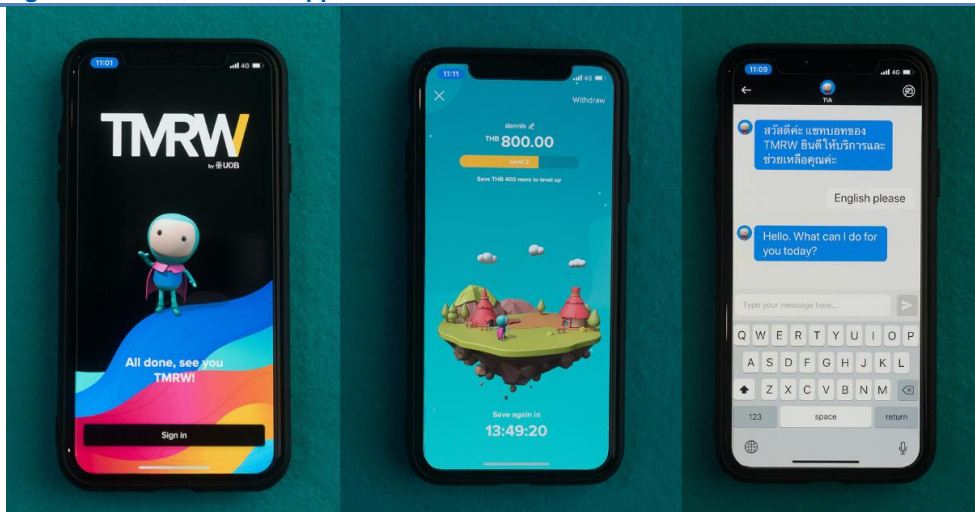 11:01
4G
TMRW
by UOB
All done, see you
TMRW!
Sign in
11:11
4G
Withdraw
dennis
THB 800.00
Level 2
Save THB 400 more to level up
Save again in
13:49:20
11:09
4G
TIA
สวัสดีค่ะ แชทบอทของ
TMRW ยินดีให้บริการและ
ช่วยเหลือคุณค่ะ
English please
Hello. What can I do for
you today?
Type your message here...
Q W E R T Y U I O P
A S D F G H J K L
Z X C V B N M
123 space return